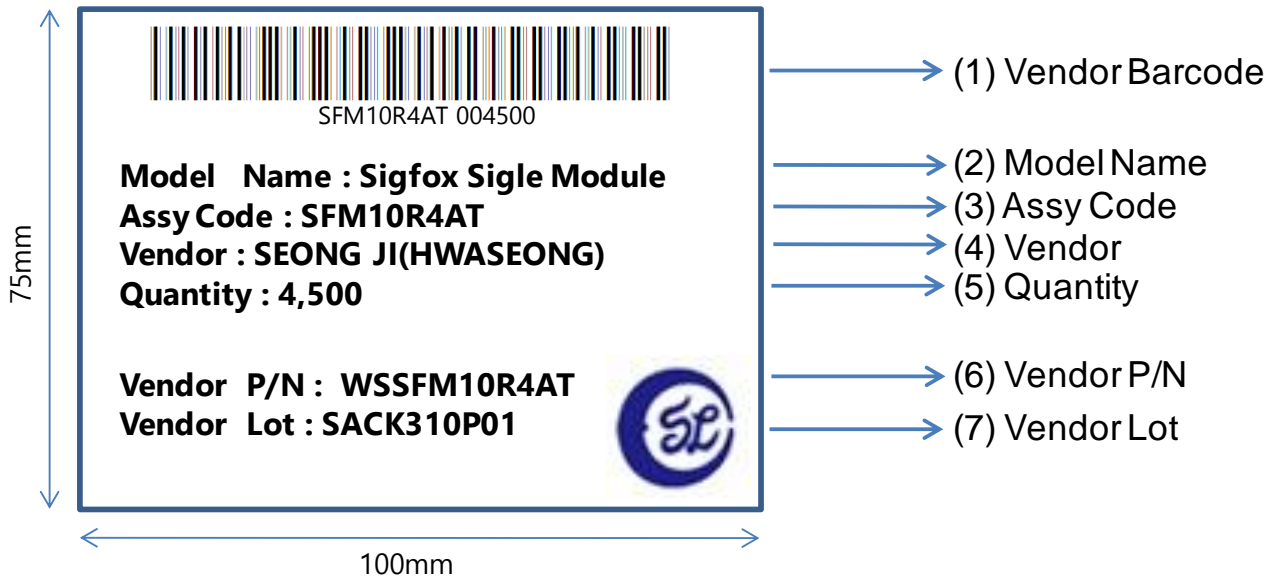 SFM10R4AT 004500
(1) Vendor Barcode
Model Name : Sigfox Sigle Module
(2) Model Name
Assy Code : SFM10R4AT
(3) Assy Code
Vendor : SEONG JI(HWASEONG)
(4) Vendor
Quantity : 4,500
(5) Quantity
75mm
Vendor P/N : WSSFM10R4AT
(6) Vendor P/N
Vendor Lot : SACK310P01
(7) Vendor Lot
SL
100mm